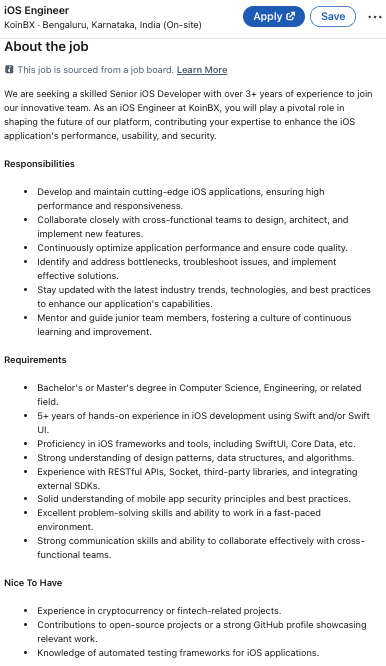 iOS Engineer
KoinBX · Bengaluru, Karnataka, India (On-site)
Apply
Save
About the job
This job is sourced from a job board. Learn More
We are seeking a skilled Senior iOS Developer with over 3+ years of experience to join
our innovative team. As an iOS Engineer at KoinBX, you will play a pivotal role in
shaping the future of our platform, contributing your expertise to enhance the iOS
application's performance, usability, and security.
Responsibilities
• Develop and maintain cutting-edge iOS applications, ensuring high
performance and responsiveness.
• Collaborate closely with cross-functional teams to design, architect, and
implement new features.
• Continuously optimize application performance and ensure code quality.
• Identify and address bottlenecks, troubleshoot issues, and implement
effective solutions.
• Stay updated with the latest industry trends, technologies, and best practices
to enhance our application's capabilities.
• Mentor and guide junior team members, fostering a culture of continuous
learning and improvement.
Requirements
• Bachelor's or Master's degree in Computer Science, Engineering, or related
field.
• 5+ years of hands-on experience in iOS development using Swift and/or Swift
UI.
• Proficiency in iOS frameworks and tools, including SwiftUI, Core Data, etc.
• Strong understanding of design patterns, data structures, and algorithms.
• Experience with RESTful APIs, Socket, third-party libraries, and integrating
external SDKs.
• Solid understanding of mobile app security principles and best practices.
• Excellent problem-solving skills and ability to work in a fast-paced
environment.
• Strong communication skills and ability to collaborate effectively with cross-
functional teams.
Nice To Have
• Experience in cryptocurrency or fintech-related projects.
• Contributions to open-source projects or a strong GitHub profile showcasing
relevant work.
• Knowledge of automated testing frameworks for iOS applications.